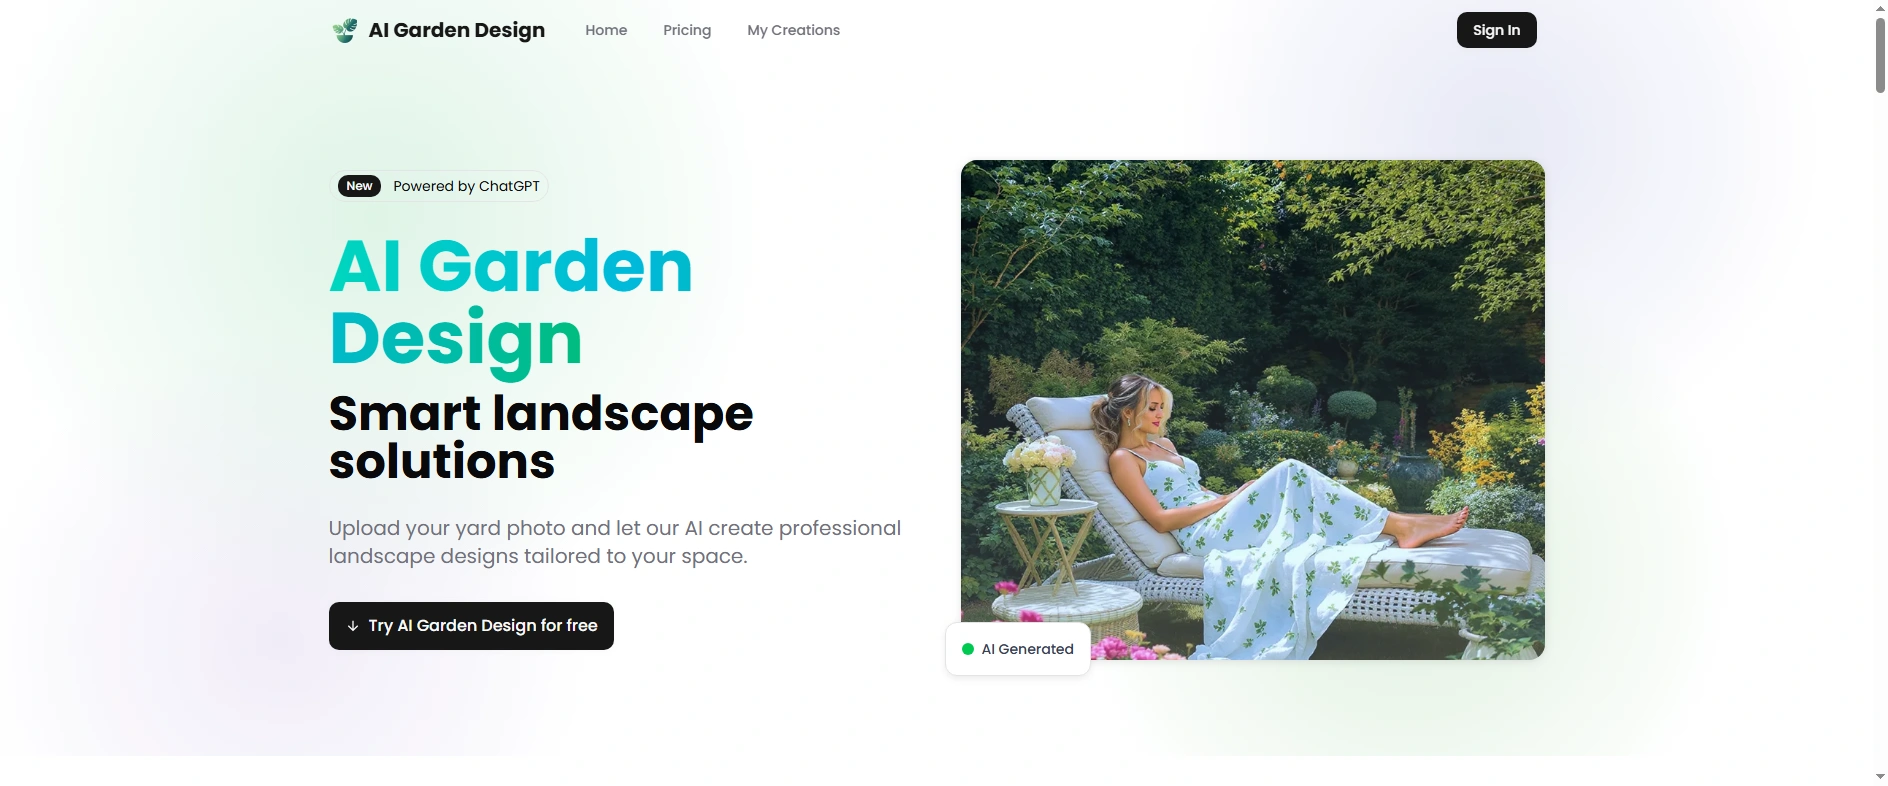 AI Garden Design
Home
Pricing
My Creations
Sign In
New
Powered by ChatGPT
AI Garden
Design
Smart landscape
solutions
Upload your yard photo and let our AI create professional
landscape designs tailored to your space.
Try AI Garden Design for free
AI Generated